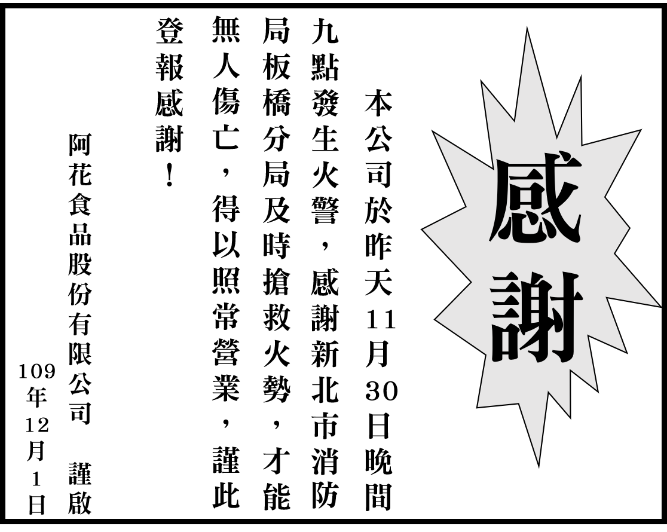 感謝
本公司於昨天11月30日晚間
九點發生火警，感謝新北市消防
局板橋分局及時搶救火勢，才能
無人傷亡，得以照常營業，謹此
登報感謝！
阿花食品股份有限公司　謹啟
109年12月1日